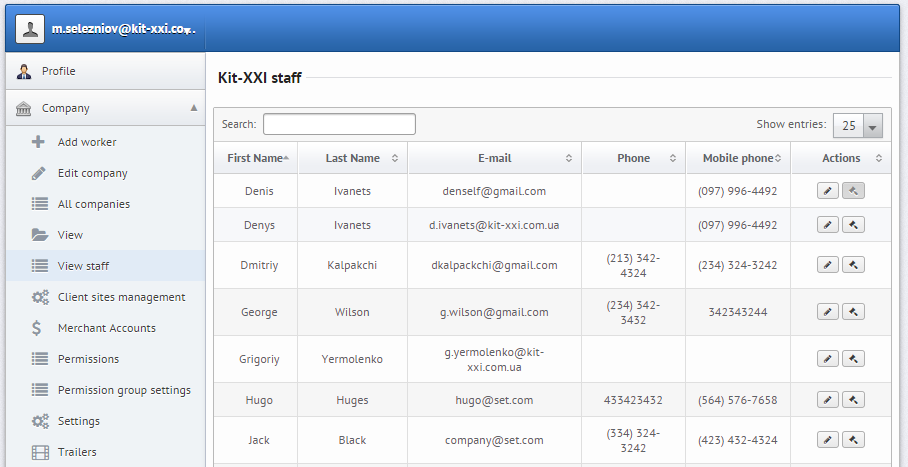 m.selezniov@kit-xxi.co...
Profile
Company
Add worker
Edit company
All companies
View
View staff
Client sites management
Merchant Accounts
Permissions
Permission group settings
Settings
Trailers
Kit-XXI staff
Search:
Show entries: 25
First Name Last Name E-mail Phone Mobile phone Actions
Denis Ivanets denself@gmail.com (097) 996-4492
Denys Ivanets d.ivanets@kit-xxi.com.ua (097) 996-4492
Dmitriy Kalpakchi dkalpackchi@gmail.com (213) 342-
4324 (234) 324-3242
George Wilson g.wilson@gmail.com (234) 342-
3432 342343244
Grigoriy Yermolenko g.yermolenko@kit-
xxi.com.ua
Hugo Huges hugo@set.com 433423432 (564) 576-7658
Jack Black company@set.com (334) 324-
3242 (423) 432-4324